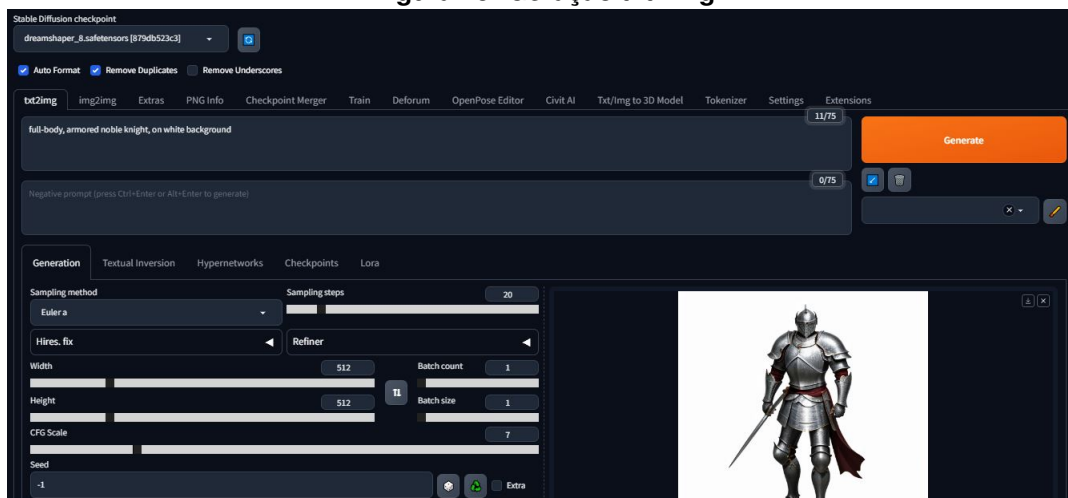 Stable Diffusion checkpoint
dreamshaper_8.safetensors [879db523c3]
Auto Format Remove Duplicates Remove Underscores
txt2img img2img Extras PNG Info Checkpoint Merger Train Deforum OpenPose Editor Civit AI Txt/Img to 3D Model Tokenizer Settings Extensions
11/75
full-body, armored noble knight, on white background
Generate
0/75
Negative prompt (press Ctrl+Enter or Alt+Enter to generate)
Generation Textual Inversion Hypernetworks Checkpoints Lora
Sampling method Sampling steps 20
Euler a
Hires. fix Refiner
Width 512 Batch count 1
Height 512 Batch size 1
CFG Scale 7
Seed
-1 Extra